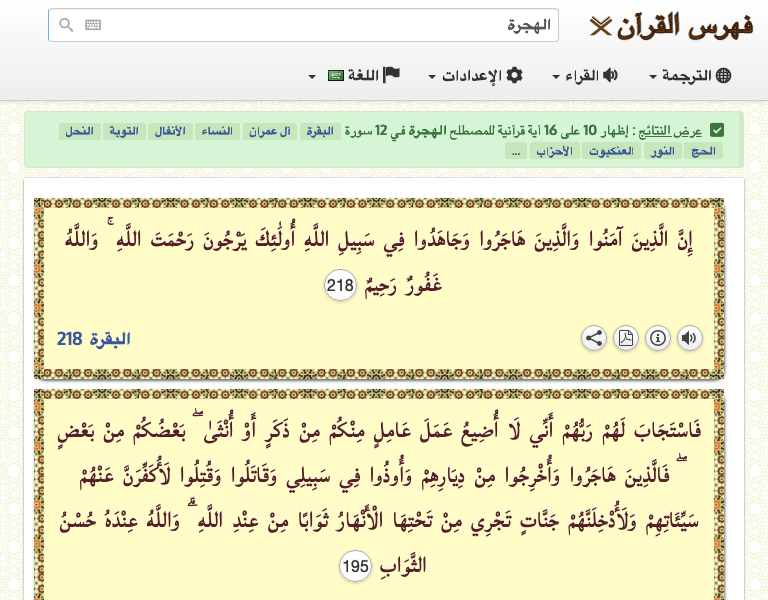 فهرس القرآن
الهجرة
الترجمة القراء الإعدادات اللغة
عرض النتائج : إظهار 10 على 16 آية قرآنية للمصطلح الهجرة في 12 سورة البقرة آل عمران النساء الأنفال التوبة النحل
الحج النور العنكبوت الأحزاب ...
إِنَّ الَّذِينَ آمَنُوا وَالَّذِينَ هَاجَرُوا وَجَاهَدُوا فِي سَبِيلِ اللَّهِ أُولَٰئِكَ يَرْجُونَ رَحْمَتَ اللَّهِ ۚ وَاللَّهُ
غَفُورٌ رَحِيمٌ 218
البقرة 218
فَاسْتَجَابَ لَهُمْ رَبُّهُمْ أَنِّي لَا أُضِيعُ عَمَلَ عَامِلٍ مِنْكُمْ مِنْ ذَكَرٍ أَوْ أُنْثَىٰ ۖ بَعْضُكُمْ مِنْ بَعْضٍ
ۖ فَالَّذِينَ هَاجَرُوا وَأُخْرِجُوا مِنْ دِيَارِهِمْ وَأُوذُوا فِي سَبِيلِي وَقَاتَلُوا وَقُتِلُوا لَأُكَفِّرَنَّ عَنْهُمْ
سَيِّئَاتِهِمْ وَلَأُدْخِلَنَّهُمْ جَنَّاتٍ تَجْرِي مِنْ تَحْتِهَا الْأَنْهَارُ ثَوَابًا مِنْ عِنْدِ اللَّهِ ۗ وَاللَّهُ عِنْدَهُ حُسْنُ
الثَّوَابِ 195